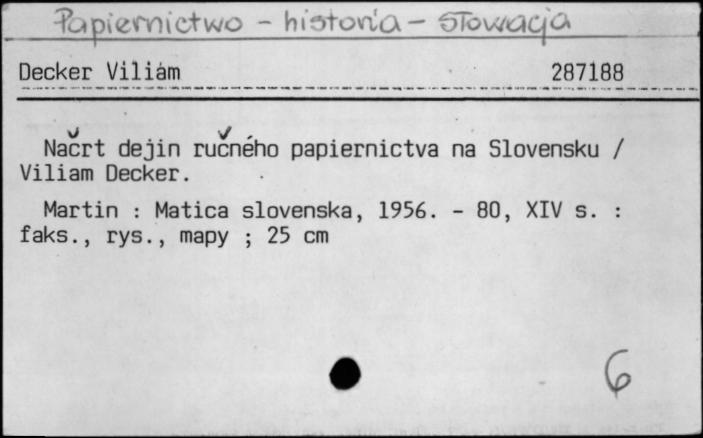 Papiernictwo - historia - Słowacja
Decker Viliám 287188
Načrt dejin ručného papiernictva na Slovensku /
Viliam Decker.
Martin : Matica slovenska, 1956. - 80, XIV s. :
faks., rys., mapy ; 25 cm
6